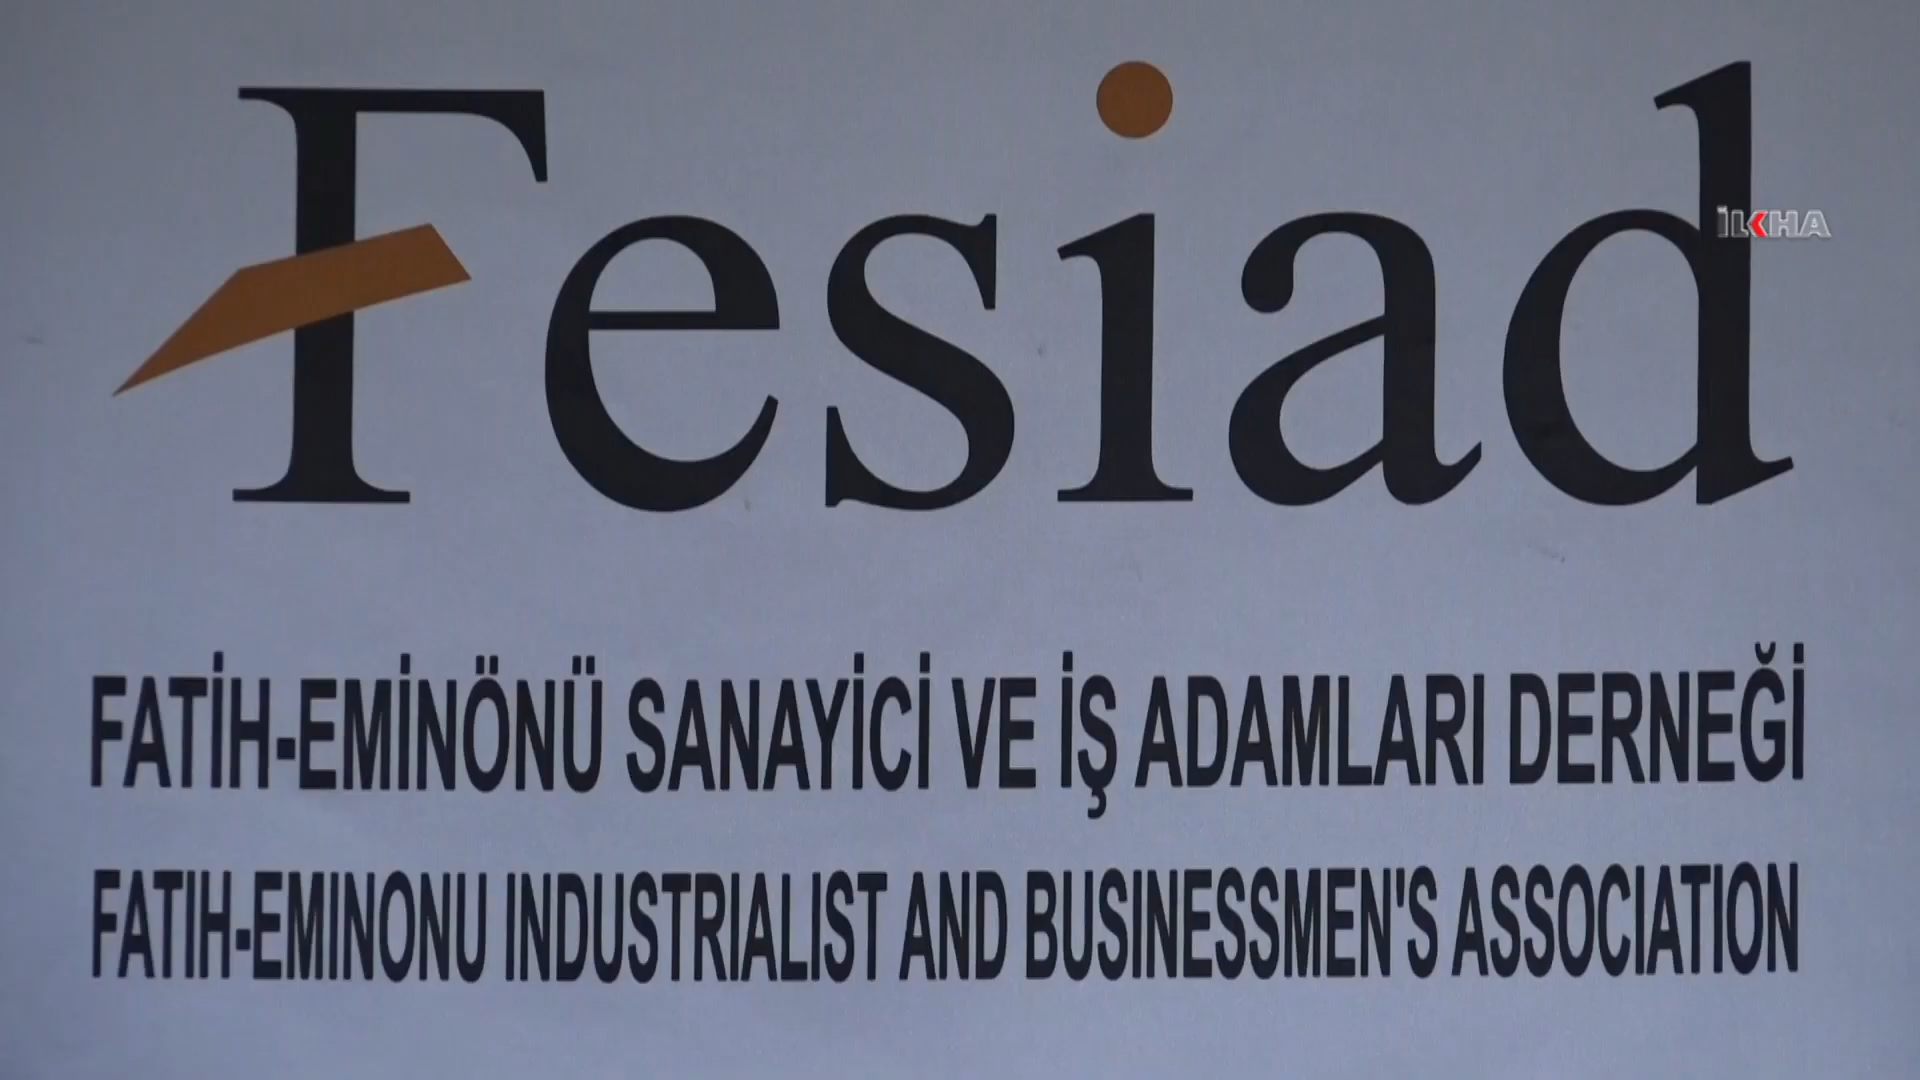 Fesiad
İLKHA
FATİH-EMİNÖNÜ SANAYİCİ VE İŞ ADAMLARI DERNEĞİ
FATIH-EMINONU INDUSTRIALIST AND BUSINESSMEN'S ASSOCIATION